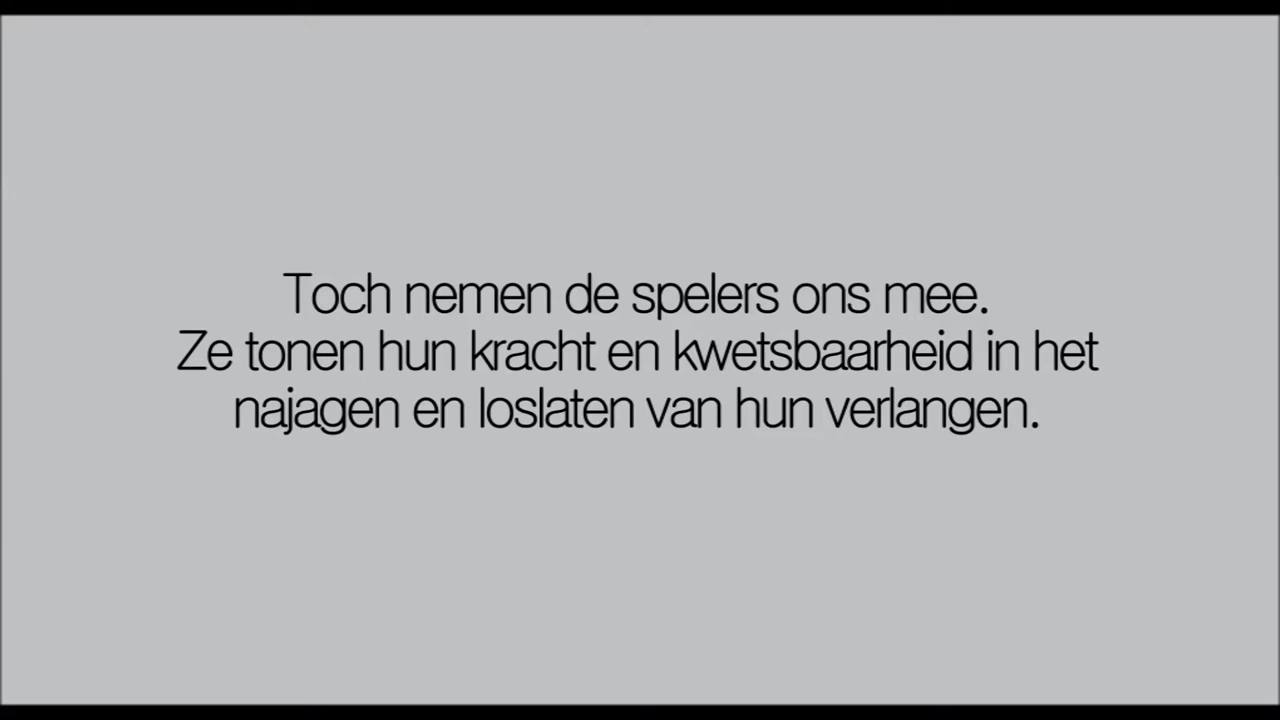 Toch nemen de spelers ons mee.
Ze tonen hun kracht en kwetsbaarheid in het
najagen en loslaten van hun verlangen.